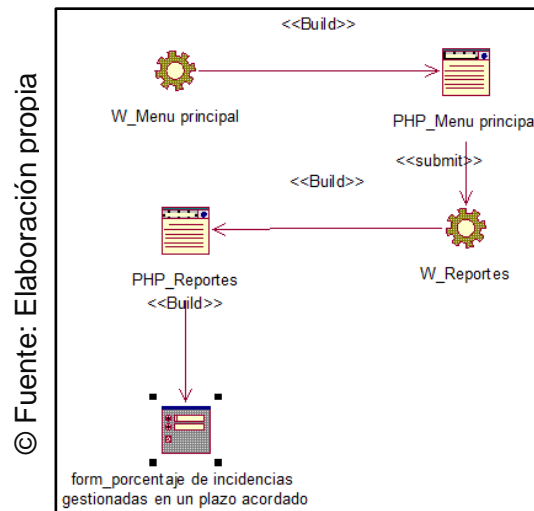 © Fuente: Elaboración propia
<<Build>>
W_Menu principal
PHP_Menu principal
<<submit>>
<<Build>>
PHP_Reportes
W_Reportes
<<Build>>
form_porcentaje de incidencias
gestionadas en un plazo acordado